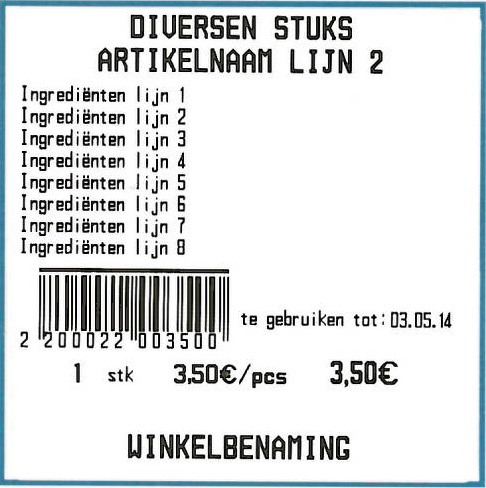 DIVERSEN STUKS
ARTIKELNAAM LIJN 2
Ingrediënten lijn 1
Ingrediënten lijn 2
Ingrediënten lijn 3
Ingrediënten lijn 4
Ingrediënten lijn 5
Ingrediënten lijn 6
Ingrediënten lijn 7
Ingrediënten lijn 8
te gebruiken tot: 03.05.14
2 200022 003500
1 stk 3,50€/pcs 3,50€
WINKELBENAMING